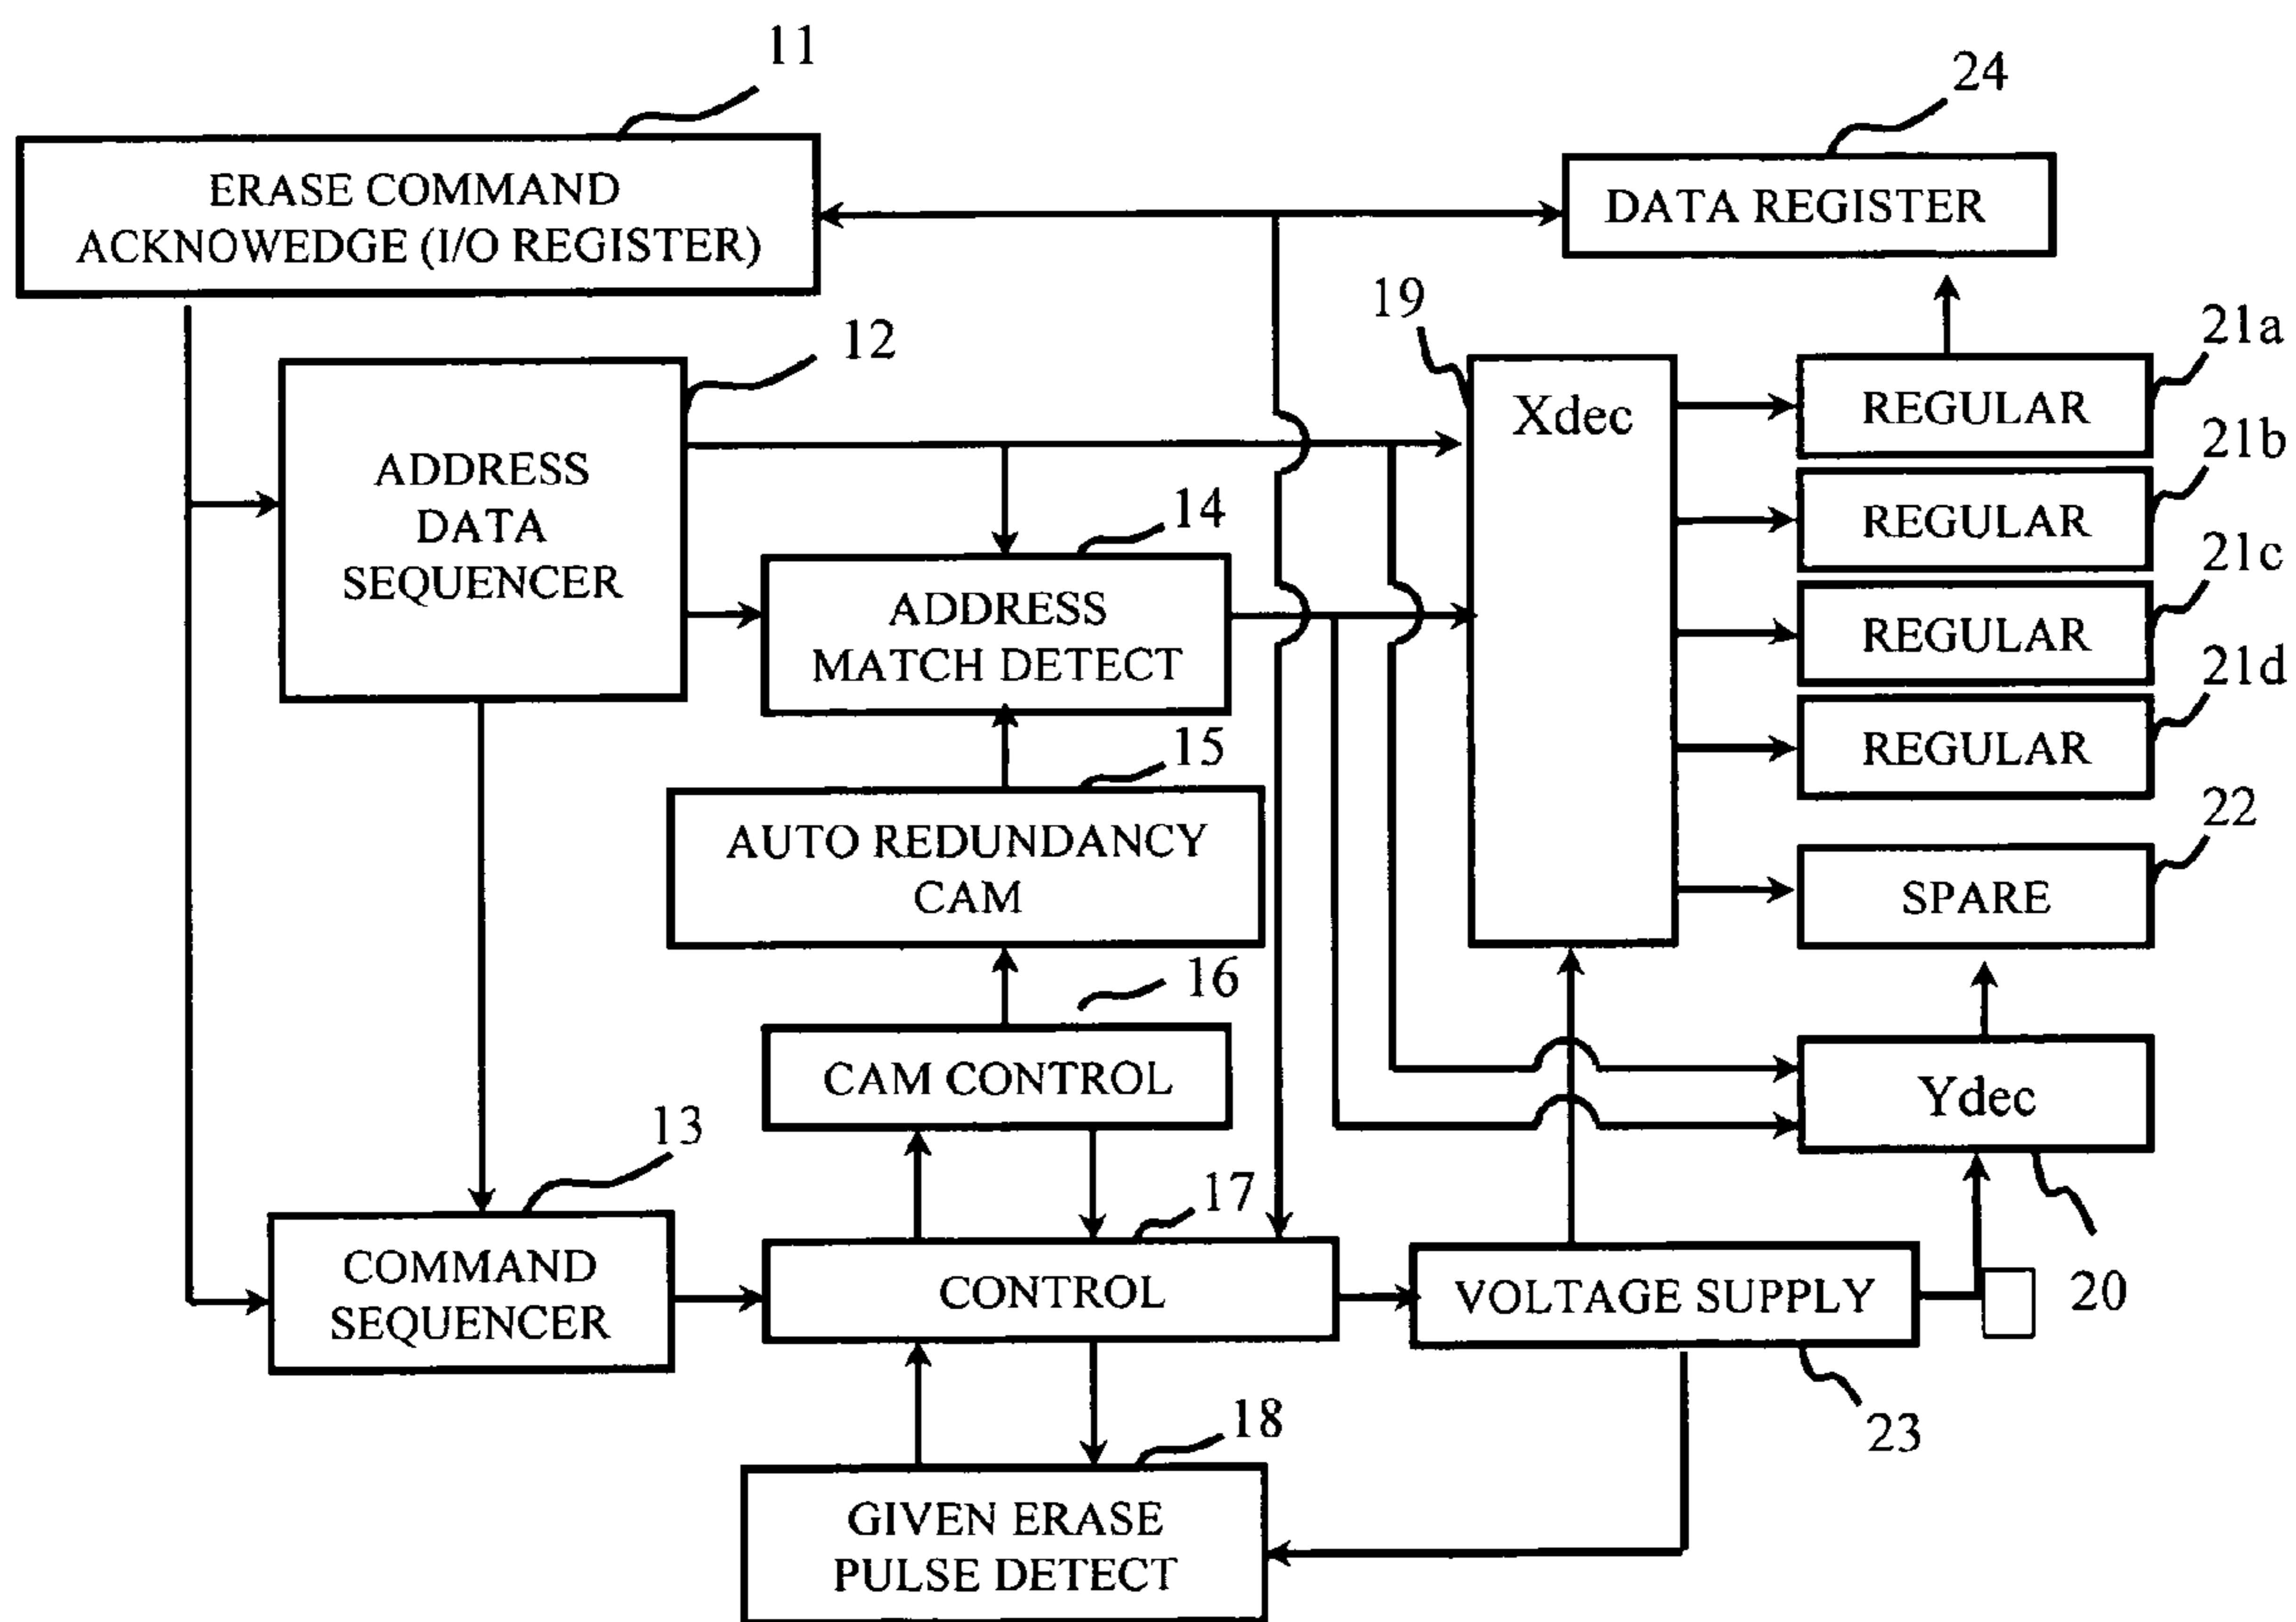 11
24
ERASE COMMAND
ACKNOWEDGE (I/O REGISTER)
DATA REGISTER
19
12
21a
REGULAR
Xdec
21b
ADDRESS
DATA
SEQUENCER
14
REGULAR
21c
ADDRESS
MATCH DETECT
REGULAR
21d
15
REGULAR
AUTO REDUNDANCY
CAM
22
SPARE
16
CAM CONTROL
Ydec
13
17
20
COMMAND
SEQUENCER
CONTROL
VOLTAGE SUPPLY
18
23
GIVEN ERASE
PULSE DETECT